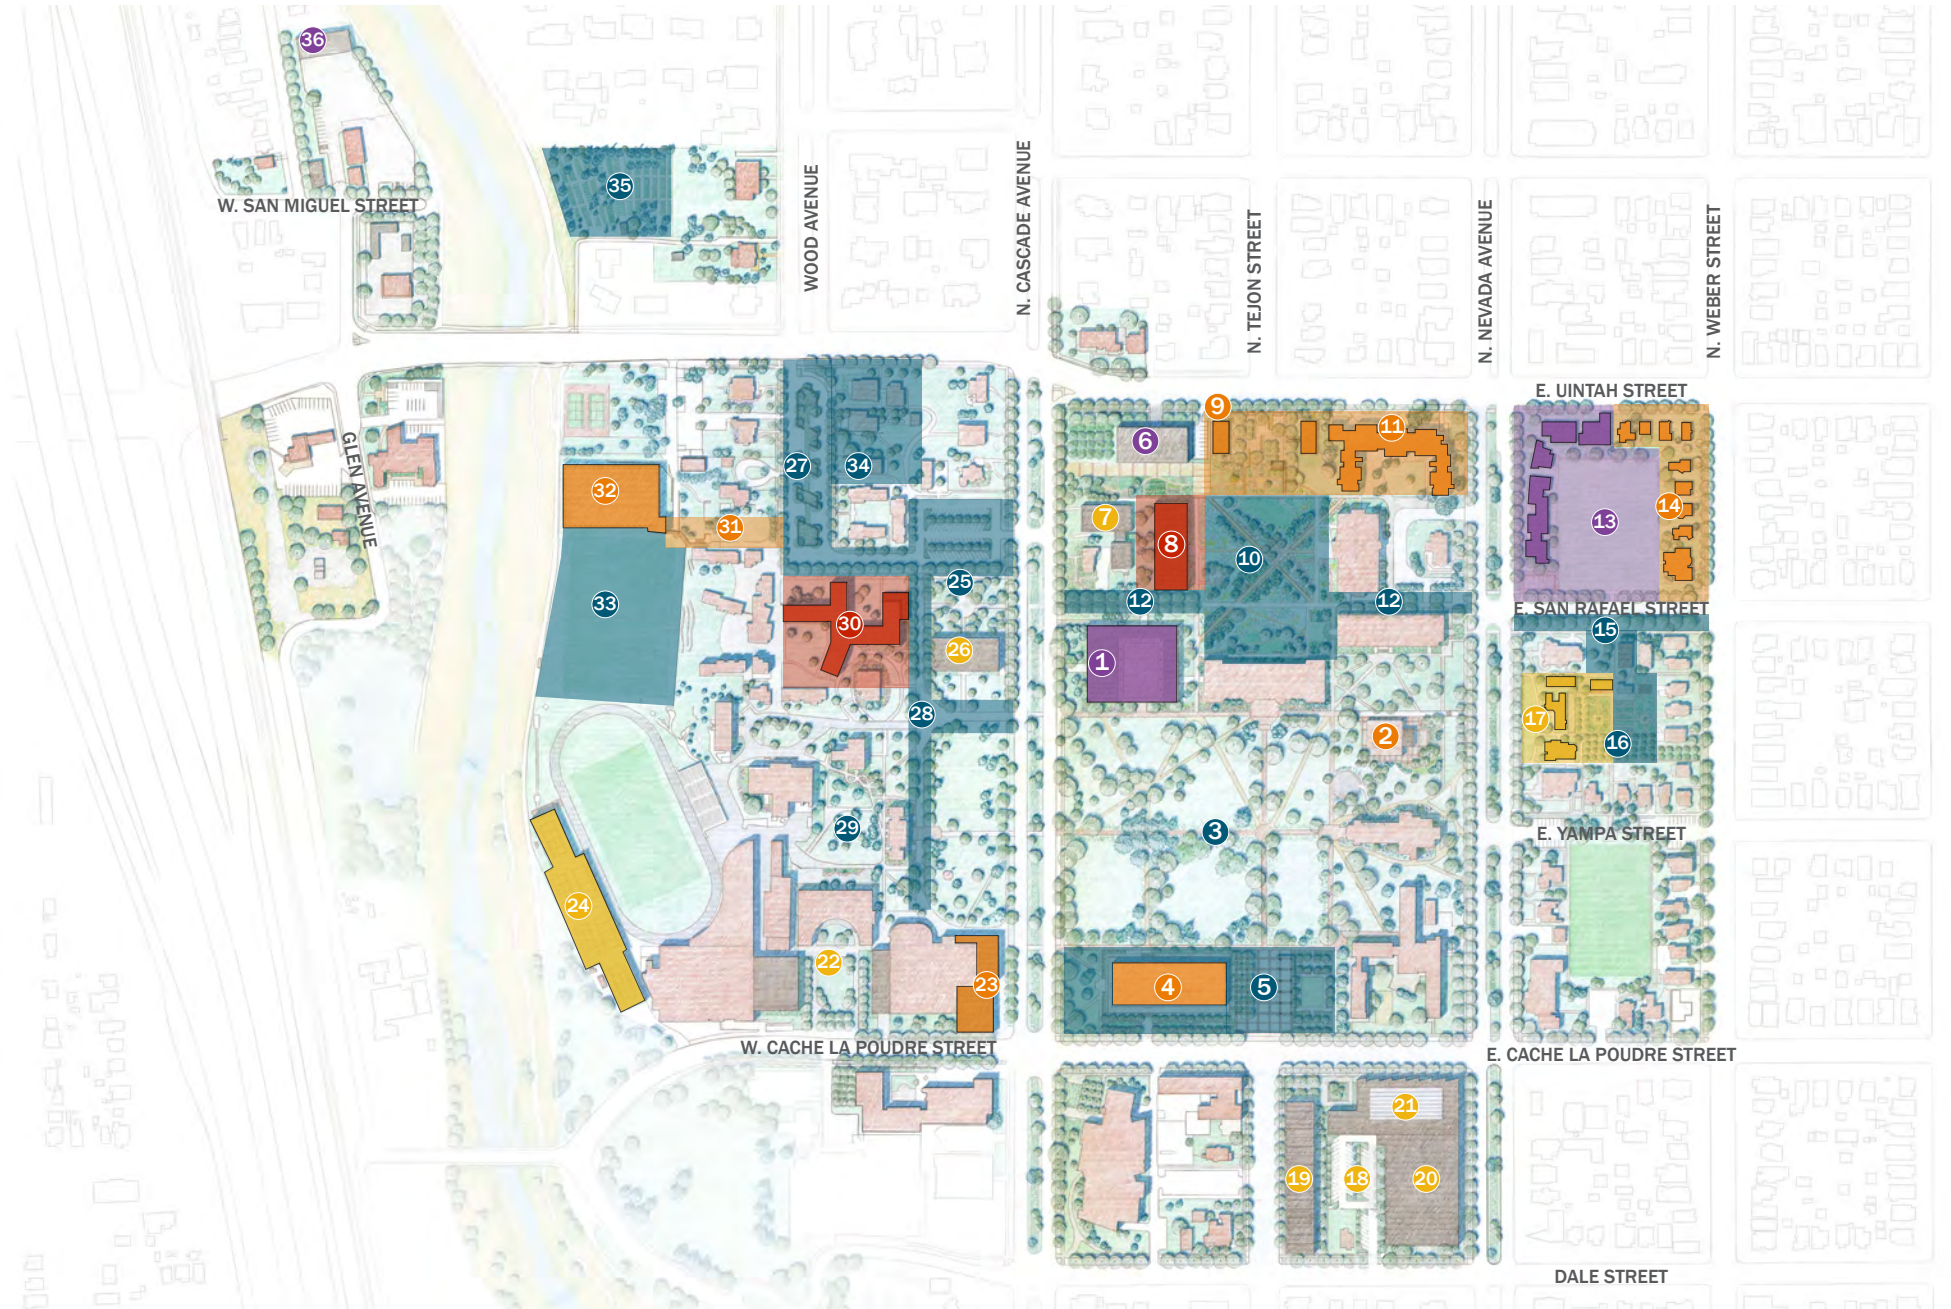 36
35
W. SAN MIGUEL STREET
WOOD AVENUE
N. CASCADE AVENUE
N. TEJON STREET
N. NEVADA AVENUE
N. WEBER STREET
E. UINTAH STREET
GLEN AVENUE
9
11
6
27
34
32
7
31
8
10
13
14
33
25
12
12
E. SAN RAFAEL STREET
30
15
26
1
28
2
17
16
29
3
E. YAMPA STREET
24
22
23
4
5
W. CACHE LA POUDRE STREET
E. CACHE LA POUDRE STREET
21
19
18
20
DALE STREET